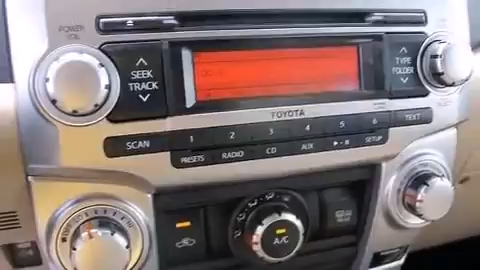 POWER
VOL
SEEK
TRACK
TYPE
FOLDER
TOYOTA
SCAN
1 2 3 4 5 6
TEXT
PRESETS RADIO CD AUX SETUP
A/C